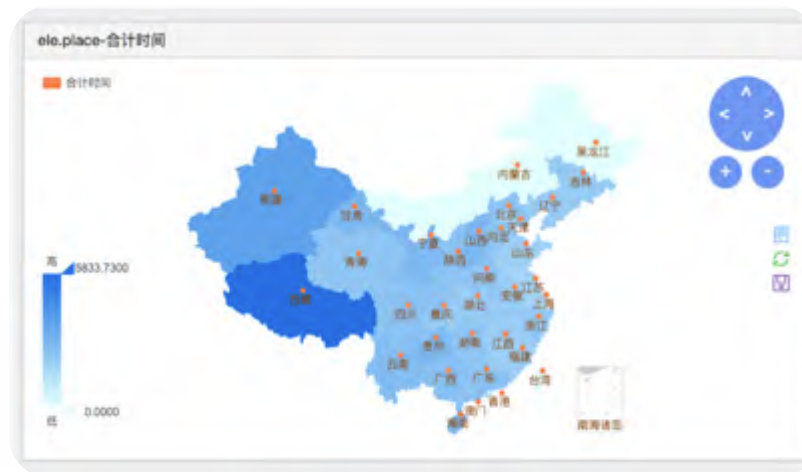 ele.place-合计时间
合计时间
黑龙江
内蒙古
吉林
新疆
辽宁
甘肃
北京
天津
宁夏
山西
河北
山东
青海
陕西
河南
高
5833.7300
西藏
江苏
安徽
上海
四川
重庆
湖北
浙江
贵州
湖南
江西
福建
云南
广西
广东
台湾
香港
澳门
海南
南海诸岛
低
0.0000